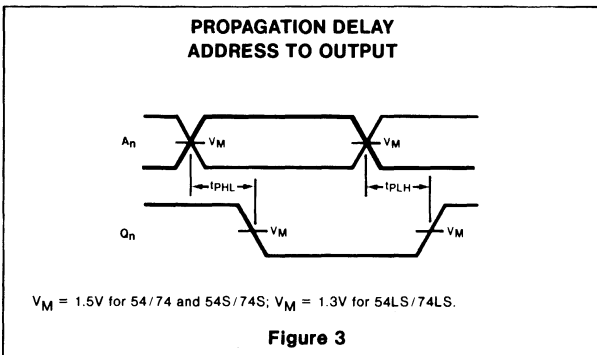 PROPAGATION DELAY
ADDRESS TO OUTPUT
An
VM
VM
tPHL
tPLH
Qn
VM
VM
VM = 1.5V for 54/74 and 54S/74S; VM = 1.3V for 54LS/74LS.
Figure 3